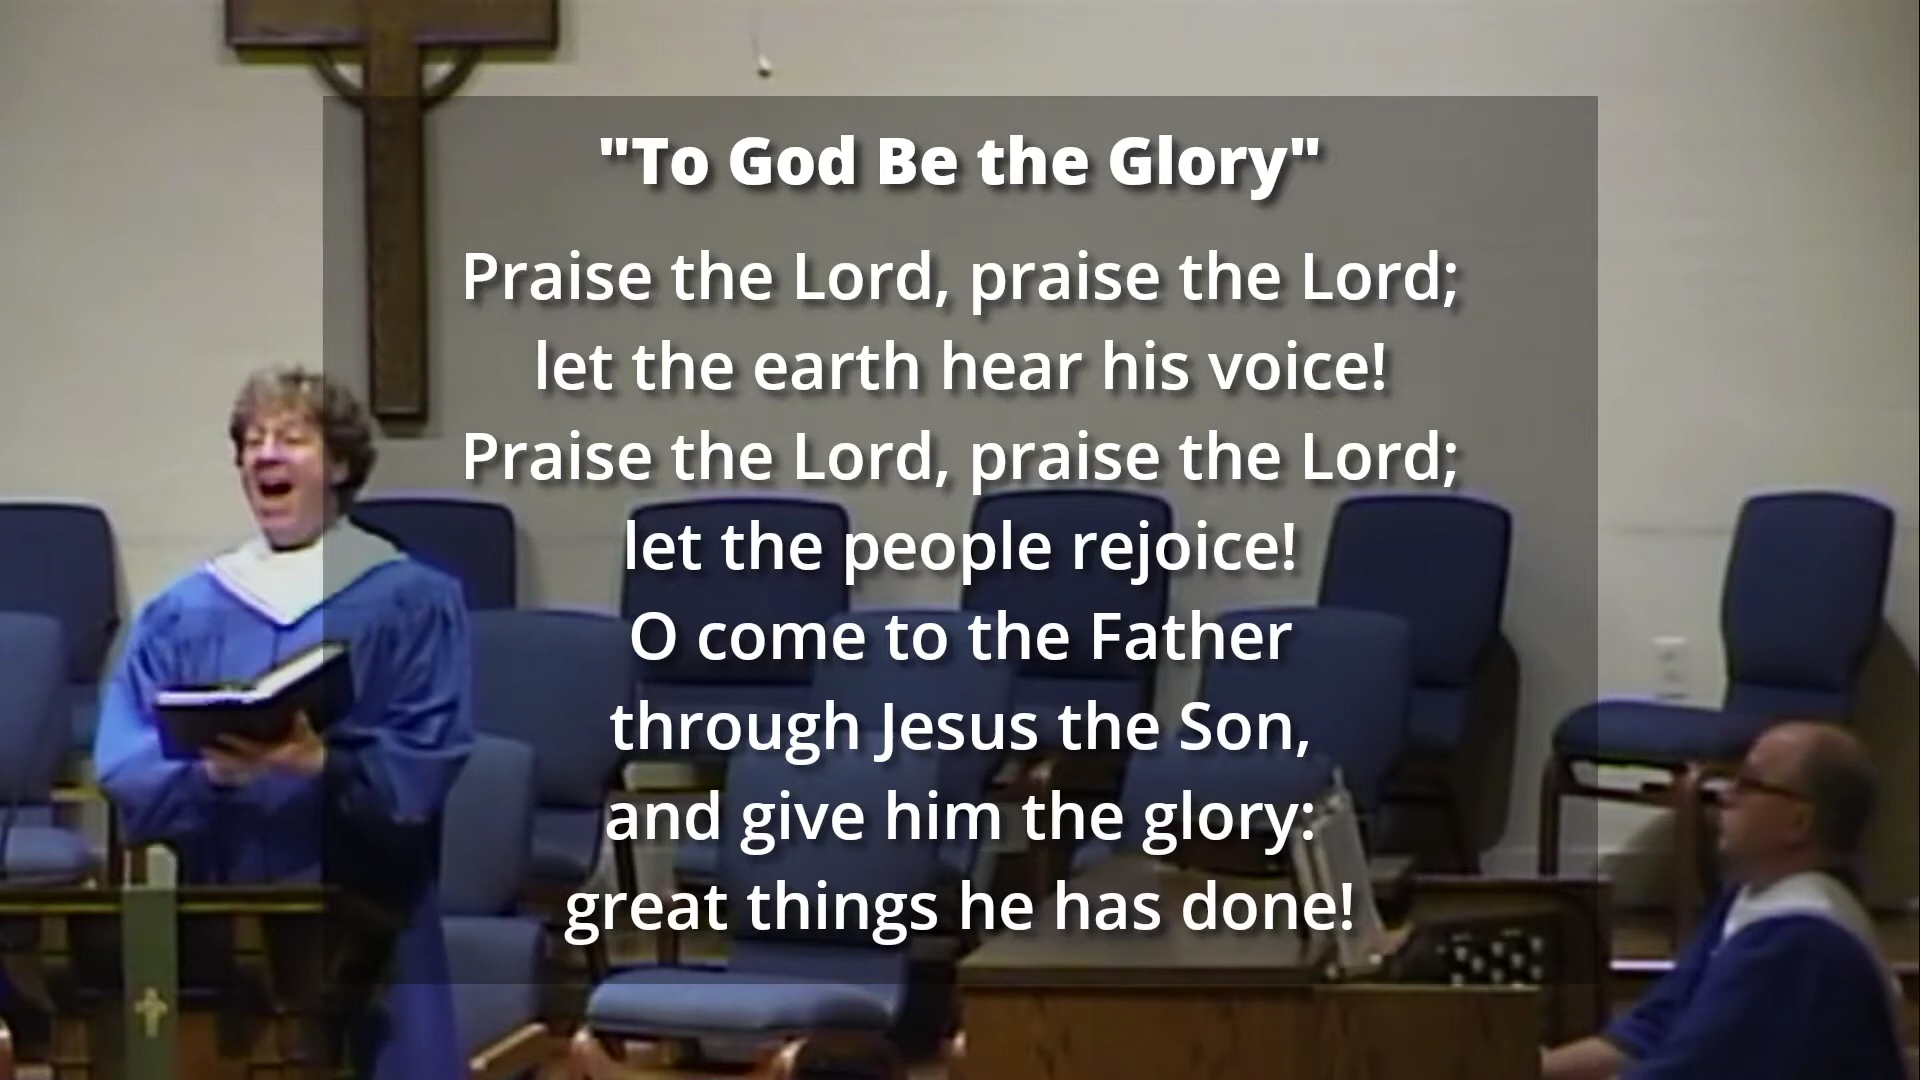 "To God Be the Glory"
Praise the Lord, praise the Lord;
let the earth hear his voice!
Praise the Lord, praise the Lord;
let the people rejoice!
O come to the Father
through Jesus the Son,
and give him the glory:
great things he has done!